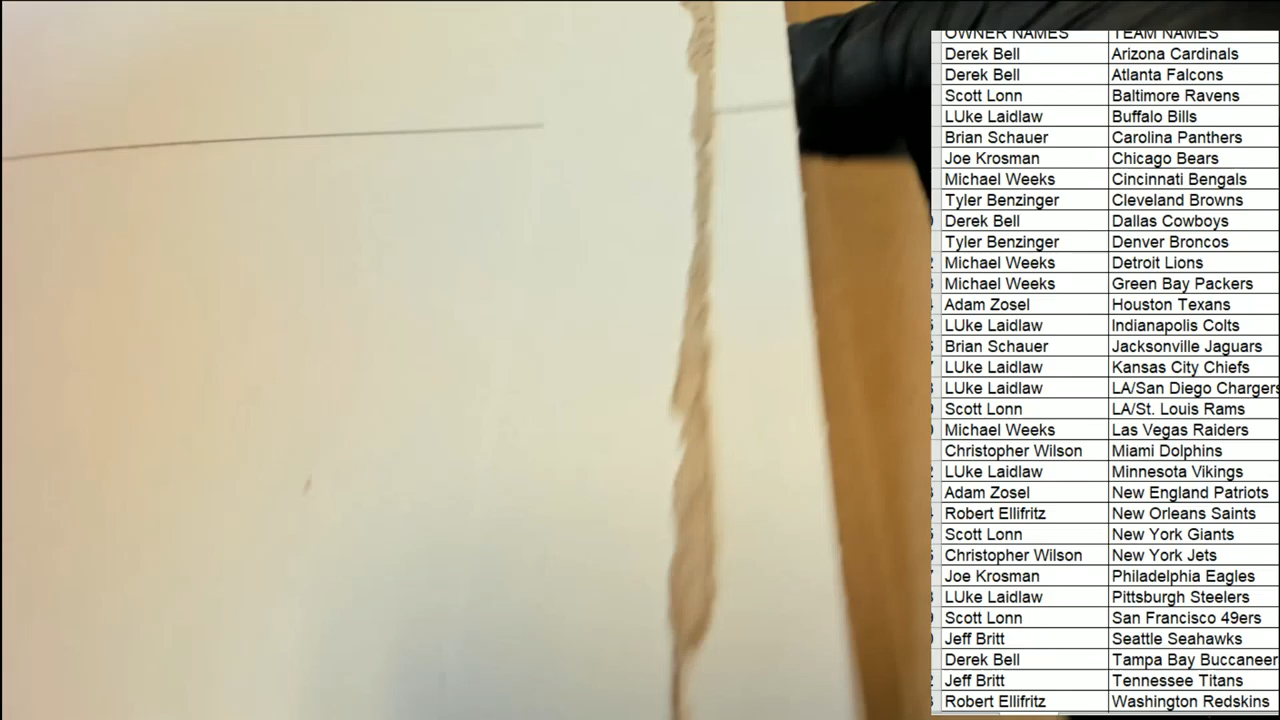 OWNER NAMES TEAM NAMES
Derek Bell Arizona Cardinals
Derek Bell Atlanta Falcons
Scott Lonn Baltimore Ravens
LUke Laidlaw Buffalo Bills
Brian Schauer Carolina Panthers
Joe Krosman Chicago Bears
Michael Weeks Cincinnati Bengals
Tyler Benzinger Cleveland Browns
Derek Bell Dallas Cowboys
Tyler Benzinger Denver Broncos
Michael Weeks Detroit Lions
Michael Weeks Green Bay Packers
Adam Zosel Houston Texans
LUke Laidlaw Indianapolis Colts
Brian Schauer Jacksonville Jaguars
LUke Laidlaw Kansas City Chiefs
LUke Laidlaw LA/San Diego Chargers
Scott Lonn LA/St. Louis Rams
Michael Weeks Las Vegas Raiders
Christopher Wilson Miami Dolphins
LUke Laidlaw Minnesota Vikings
Adam Zosel New England Patriots
Robert Ellifritz New Orleans Saints
Scott Lonn New York Giants
Christopher Wilson New York Jets
Joe Krosman Philadelphia Eagles
LUke Laidlaw Pittsburgh Steelers
Scott Lonn San Francisco 49ers
Jeff Britt Seattle Seahawks
Derek Bell Tampa Bay Buccaneer
Jeff Britt Tennessee Titans
Robert Ellifritz Washington Redskins